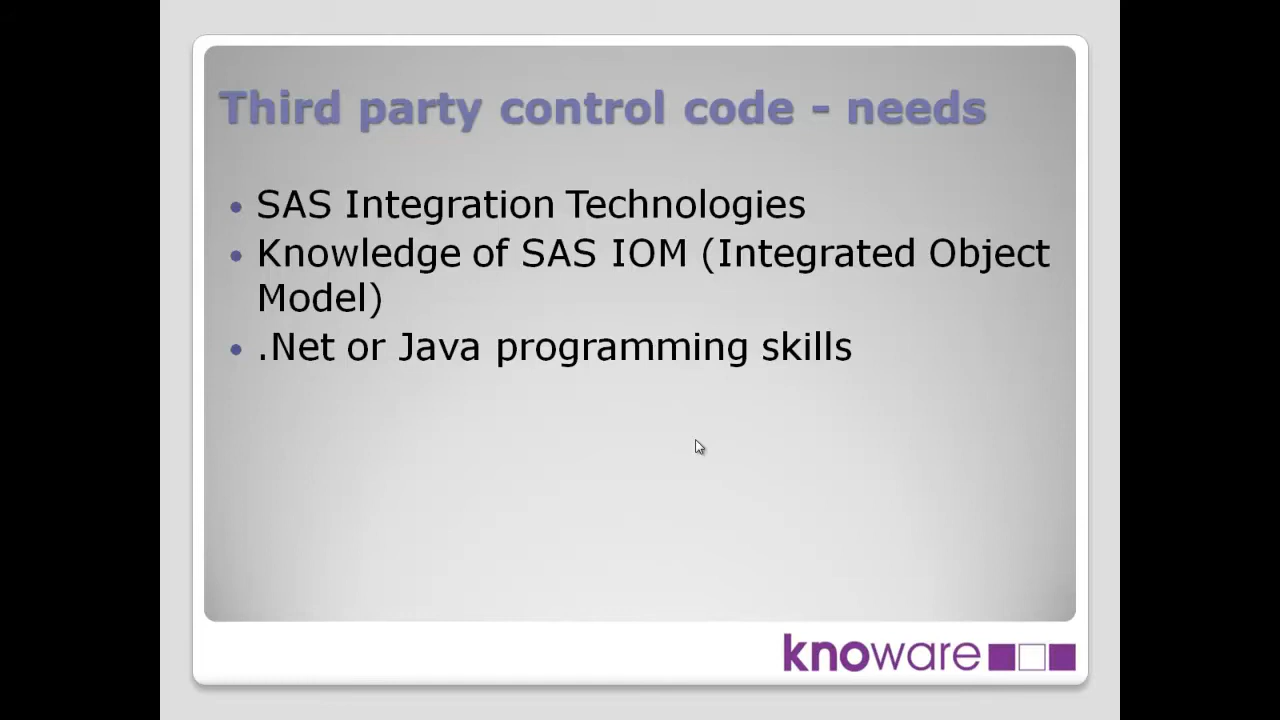 Third party control code - needs
• SAS Integration Technologies
• Knowledge of SAS IOM (Integrated Object
Model)
• .Net or Java programming skills
knoware